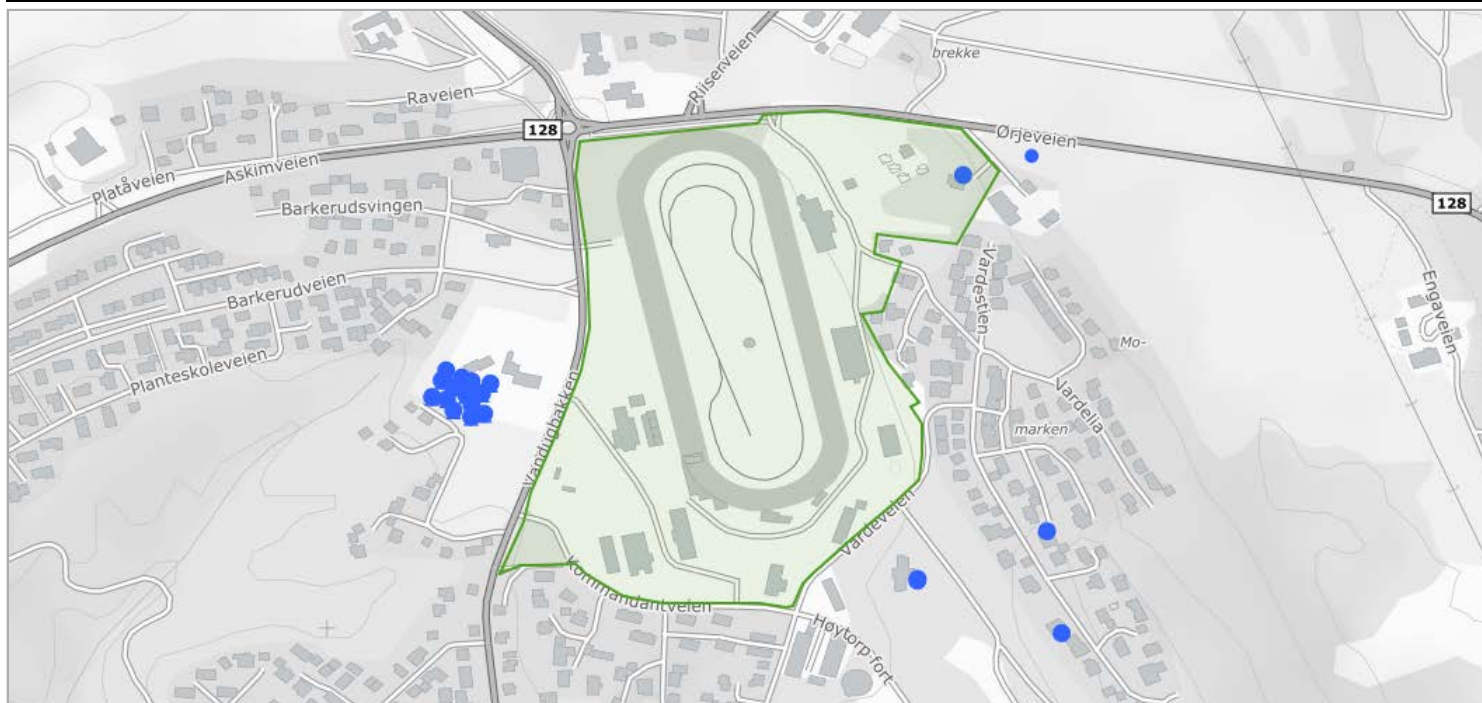 Riiserveien
brekke
Raveien
128
Ørjeveien
Platåveien
Askimveien
128
Barkerudsvingen
Vardestien
Barkerudveien
Engaveien
Planteskoleveien
Mo-
Vardelia
marken
Vandugbakken
Vardeveien
Kommandantveien
Høytorp fort